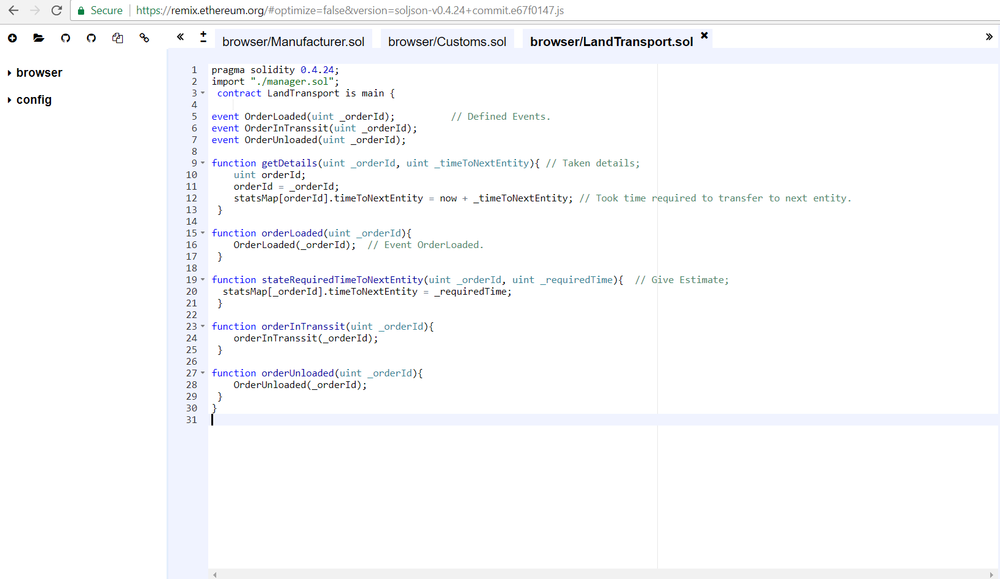 Secure https://remix.ethereum.org/#optimize=false&version=soljson-v0.4.24+commit.e67f0147.js
browser/Manufacturer.sol browser/Customs.sol browser/LandTransport.sol
browser
config
1 pragma solidity 0.4.24;
2 import "./manager.sol";
3 contract LandTransport is main {
4
5 event OrderLoaded(uint _orderId); // Defined Events.
6 event OrderInTranssit(uint _orderId);
7 event OrderUnloaded(uint _orderId);
8
9 function getDetails(uint _orderId, uint _timeToNextEntity){ // Taken details;
10 uint orderId;
11 orderId = _orderId;
12 statsMap[orderId].timeToNextEntity = now + _timeToNextEntity; // Took time required to transfer to next entity.
13 }
14
15 function orderLoaded(uint _orderId){
16 OrderLoaded(_orderId); // Event OrderLoaded.
17 }
18
19 function stateRequiredTimeToNextEntity(uint _orderId, uint _requiredTime){ // Give Estimate;
20 statsMap[_orderId].timeToNextEntity = _requiredTime;
21 }
22
23 function orderInTranssit(uint _orderId){
24 orderInTranssit(_orderId);
25 }
26
27 function orderUnloaded(uint _orderId){
28 OrderUnloaded(_orderId);
29 }
30 }
31